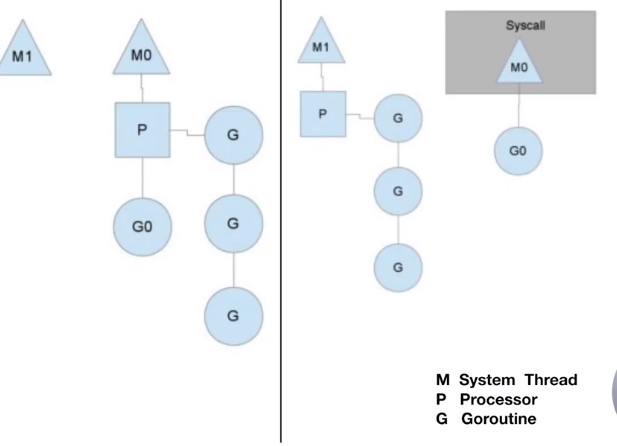 M1
M0
P
G
G0
G
G
M1
Syscall
M0
P
G
G0
G
G
M System Thread
P Processor
G Goroutine